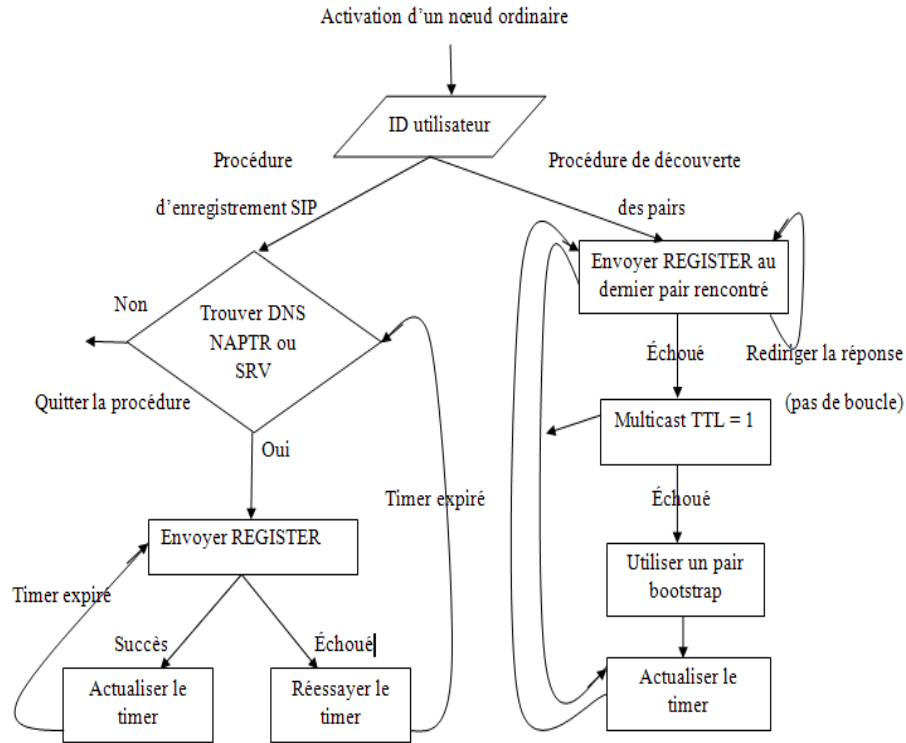 Activation d'un nœud ordinaire
ID utilisateur
Procédure
d'enregistrement SIP
Procédure de découverte
des pairs
Non
Trouver DNS
NAPTR ou
SRV
Quitter la procédure
Oui
Envoyer REGISTER
Timer expiré
Succès
Échoué
Actualiser le
timer
Réessayer le
timer
Timer expiré
Envoyer REGISTER au
dernier pair rencontré
Échoué
Rediriger la réponse
(pas de boucle)
Multicast TTL = 1
Échoué
Utiliser un pair
bootstrap
Actualiser le
timer